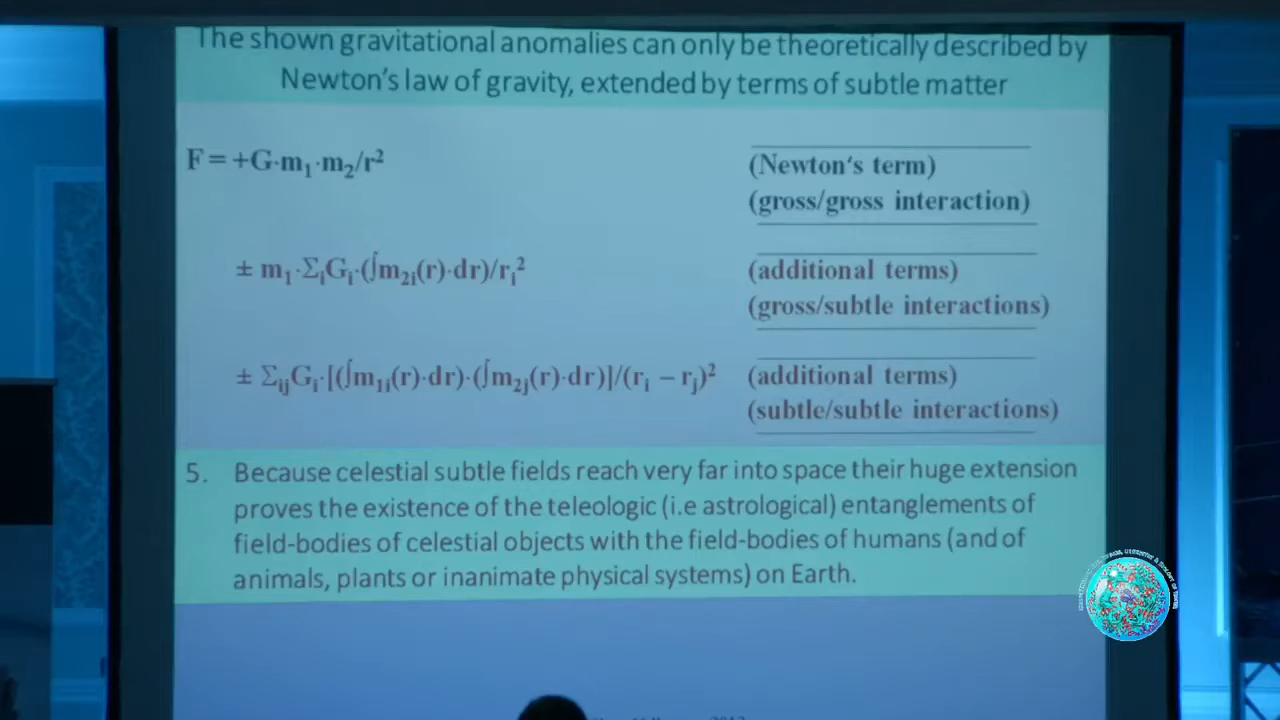 The shown gravitational anomalies can only be theoretically described by
Newton's law of gravity, extended by terms of subtle matter
F = +G·m₁·m₂/r²
(Newton's term)
(gross/gross interaction)
± m₁·ΣᵢGᵢ·(∫m₂ᵢ(r)·dr)/rᵢ²
(additional terms)
(gross/subtle interactions)
± ΣᵢⱼGᵢ·[(∫m₁ᵢ(r)·dr)·(∫m₂ⱼ(r)·dr)]/(rᵢ – rⱼ)²
(additional terms)
(subtle/subtle interactions)
5. Because celestial subtle fields reach very far into space their huge extension
proves the existence of the teleologic (i.e astrological) entanglements of
field-bodies of celestial objects with the field-bodies of humans (and of
animals, plants or inanimate physical systems) on Earth.